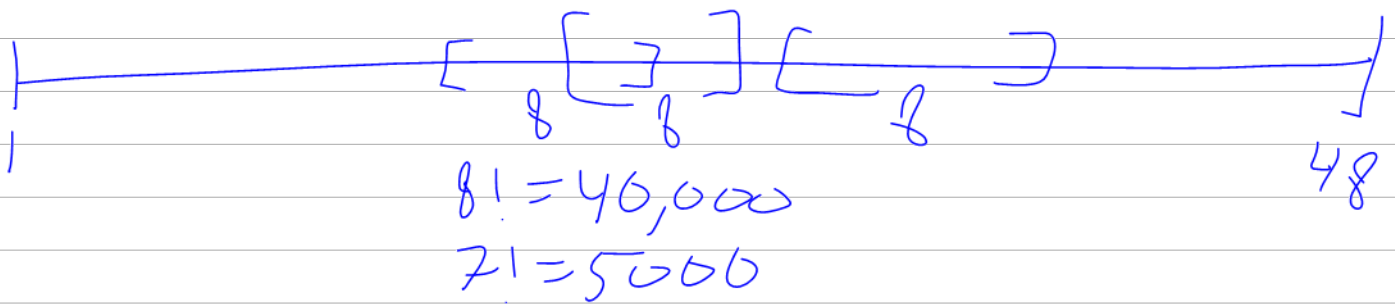 8 8 8
1 48
8! = 40,000
7! = 5000